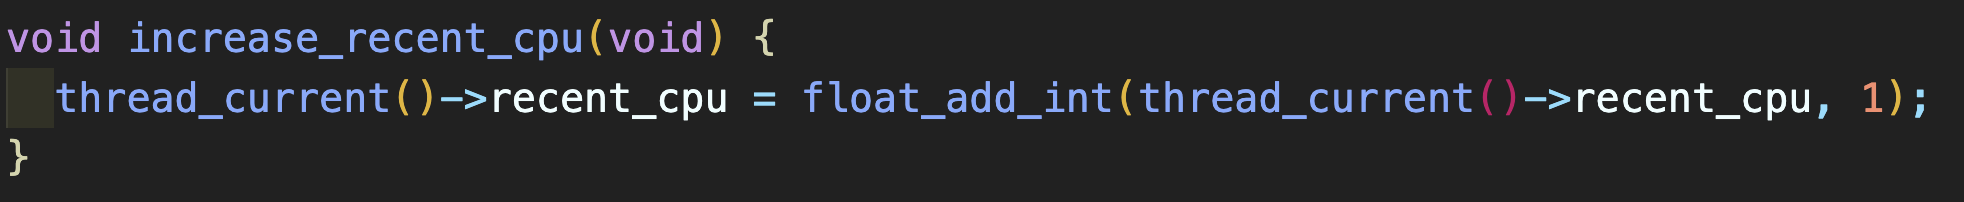 void increase_recent_cpu(void) {
  thread_current()->recent_cpu = float_add_int(thread_current()->recent_cpu, 1);
}